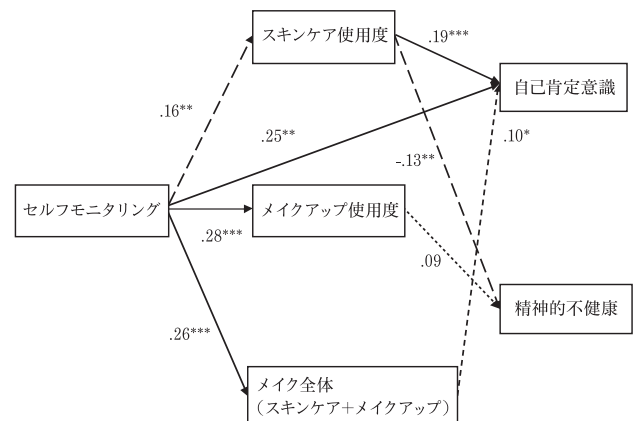 スキンケア使用度
.19***
自己肯定意識
.16**
.25**
.10*
-.13**
セルフモニタリング
メイクアップ使用度
.28***
.09
精神的不健康
.26***
メイク全体
（スキンケア＋メイクアップ）